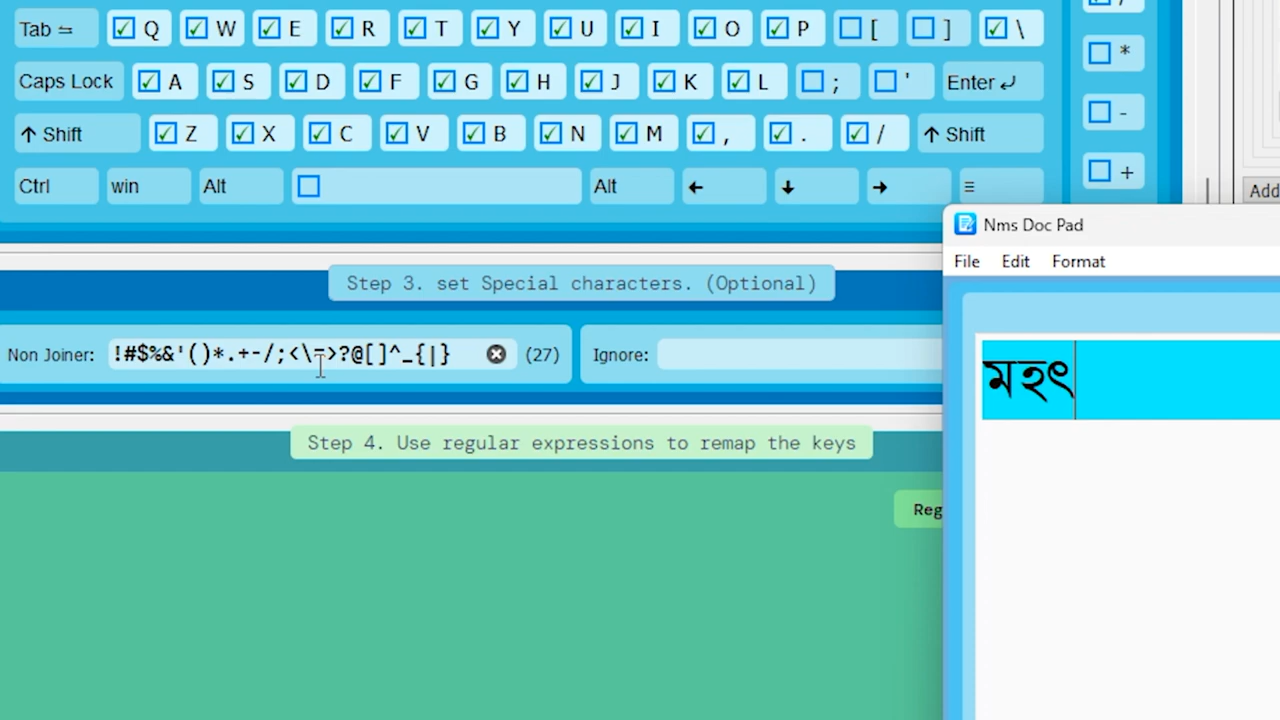 Tab Q W E R T Y U I O P [ ] \
*
Caps Lock A S D F G H J K L ; ' Enter
-
↑ Shift Z X C V B N M , . / ↑ Shift
+
Ctrl win Alt Alt ← ↓ → ≡
Add
Nms Doc Pad
File Edit Format
Step 3. set Special characters. (Optional)
Non Joiner: !#$%&'()*.+-/;<\=>?@[]^_{|} (27) Ignore:
মহৎ
Step 4. Use regular expressions to remap the keys
Reg